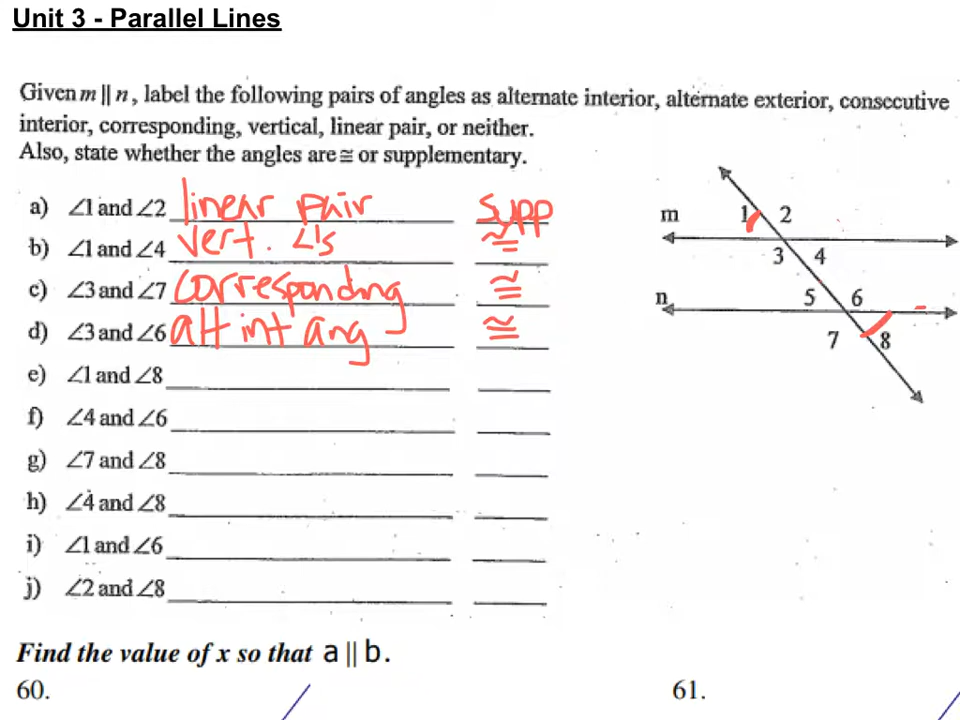 Unit 3 - Parallel Lines
Given m || n, label the following pairs of angles as alternate interior, alternate exterior, consecutive
interior, corresponding, vertical, linear pair, or neither.
Also, state whether the angles are ≅ or supplementary.
a) ∠1 and ∠2 linear pair supp
b) ∠1 and ∠4 vert. ∠'s ≅
c) ∠3 and ∠7 corresponding ≅
d) ∠3 and ∠6 alt int ang ≅
e) ∠1 and ∠8
f) ∠4 and ∠6
g) ∠7 and ∠8
h) ∠4 and ∠8
i) ∠1 and ∠6
j) ∠2 and ∠8
m 1 2
3 4
n 5 6
7 8
Find the value of x so that a || b.
60. 61.